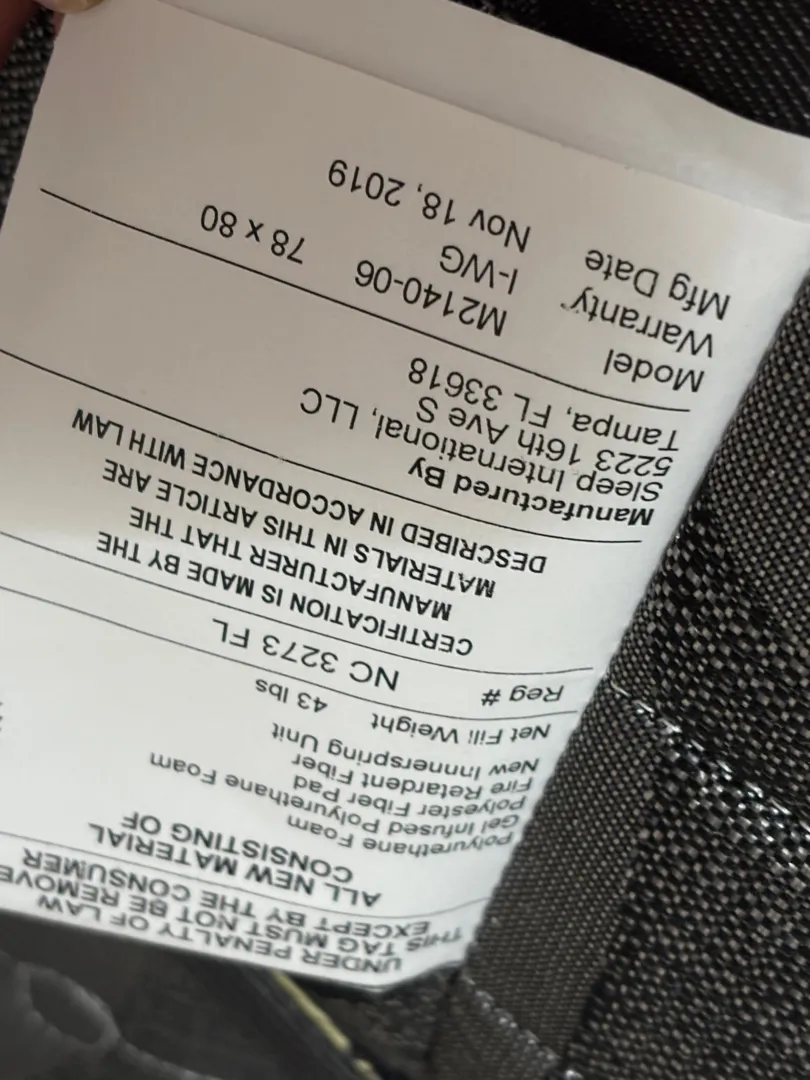 UNDER PENALTY OF LAW
THIS TAG MUST NOT BE REMOVE
EXCEPT BY THE CONSUMER
ALL NEW MATERIAL
CONSISTING OF
Polyurethane Foam
Gel Infused Polyurethane Foam
Polyester Fiber Pad
Fire Retardent Fiber
New Innerspring Unit
Net Fill Weight 43 lbs
Reg # NC 3273 FL
CERTIFICATION IS MADE BY THE
MANUFACTURER THAT THE
MATERIALS IN THIS ARTICLE ARE
DESCRIBED IN ACCORDANCE WITH LAW
Manufactured By
Sleep International, LLC
5223 16th Ave S
Tampa, FL 33618
Model M2140-06 78 x 80
Warranty I-WG
Mfg Date Nov 18, 2019